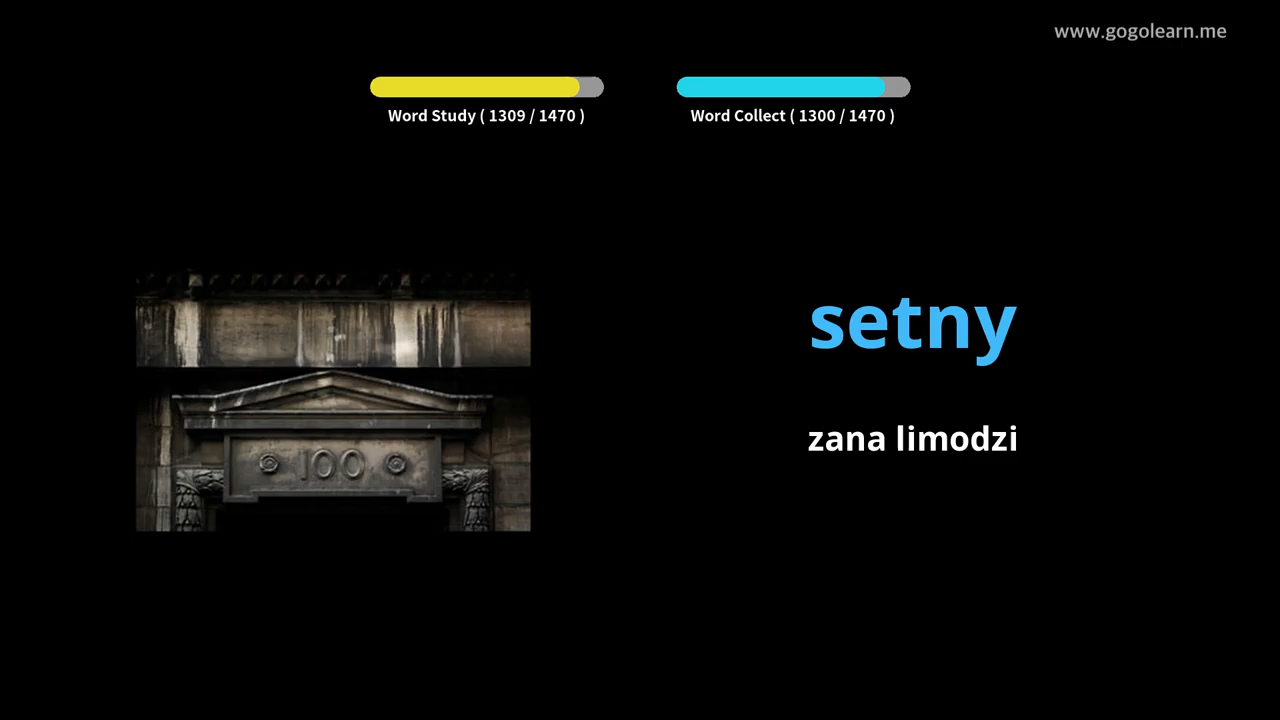 www.gogolearn.me
Word Study ( 1309 / 1470 )
Word Collect ( 1300 / 1470 )
setny
zana limodzi
100